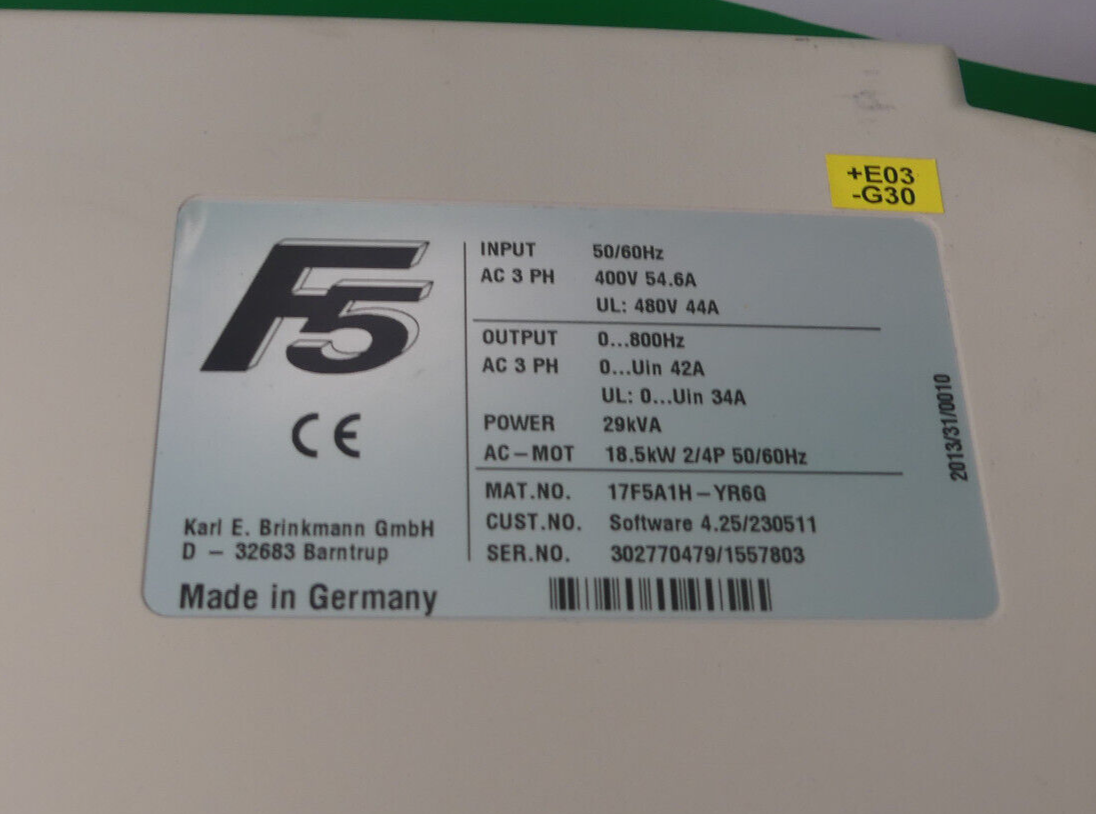 +E03
-G30
F5
CE
Karl E. Brinkmann GmbH
D – 32683 Barntrup
Made in Germany
INPUT 50/60Hz
AC 3 PH 400V 54.6A
UL: 480V 44A
OUTPUT 0...800Hz
AC 3 PH 0...Uin 42A
UL: 0...Uin 34A
POWER 29kVA
AC–MOT 18.5kW 2/4P 50/60Hz
MAT.NO. 17F5A1H–YR6G
CUST.NO. Software 4.25/230511
SER.NO. 302770479/1557803
2013/31/0010